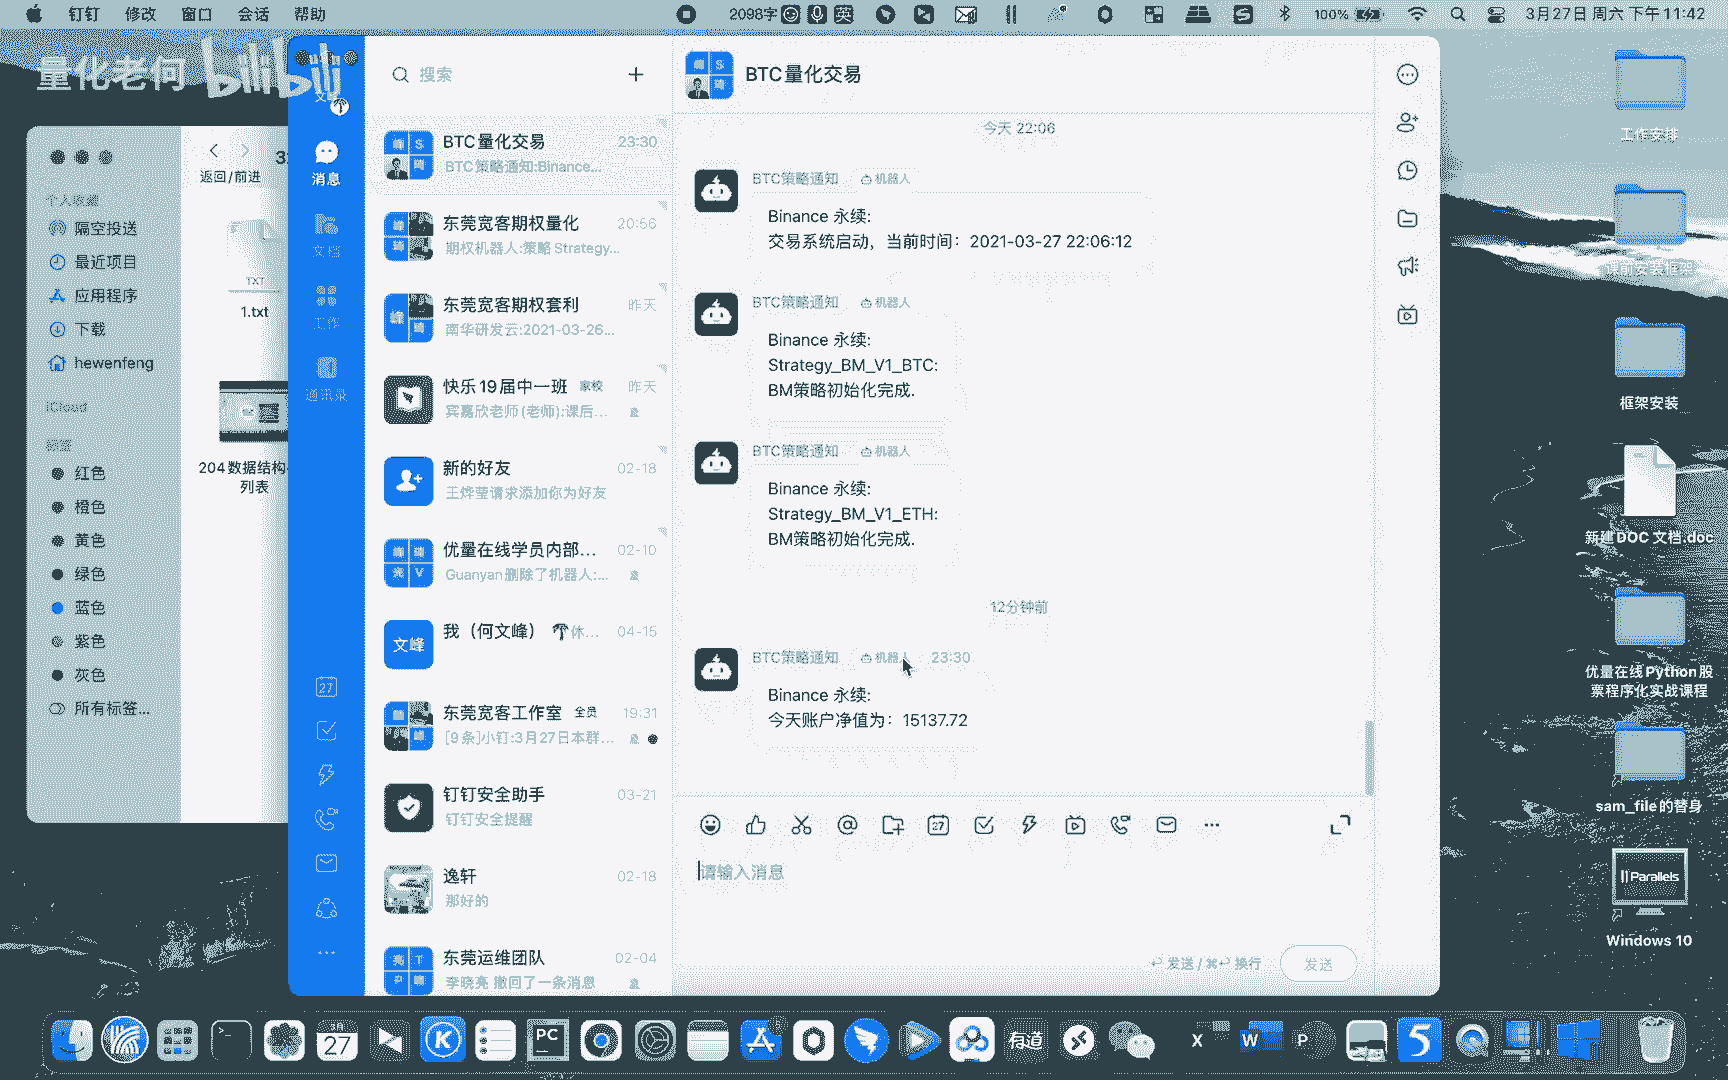 钉钉 修改 窗口 会话 帮助
2098字 英 100% 3月27日 周六 下午11:42
量化老何 bilibili
返回/前进
个人收藏
隔空投送
最近项目
应用程序
下载
hewenfeng
iCloud
标签
红色
橙色
黄色
绿色
蓝色
紫色
灰色
所有标签...
TXT
1.txt
204数据结构-
列表
消息
文档
工作
通讯录
27
搜索
BTC量化交易 23:30
BTC策略通知:Binance...
东莞宽客期权量化 20:56
期权机器人:策略 Strategy...
东莞宽客期权套利 昨天
南华研发云:2021-03-26...
快乐19届中一班 家校 昨天
宾嘉欣老师(老师):课后...
新的好友 02-18
王烨莹请求添加你为好友
优量在线学员内部... 02-10
Guanyan删除了机器人:...
文峰
我（何文峰） 休... 04-15
东莞宽客工作室 全员 19:31
[9条]小钉:3月27日本群...
钉钉安全助手 03-21
钉钉安全提醒
逸轩 02-18
那好的
东莞运维团队 02-04
李晓亮 撤回了一条消息
BTC量化交易
今天 22:06
BTC策略通知 机器人
Binance 永续:
交易系统启动，当前时间：2021-03-27 22:06:12
BTC策略通知 机器人
Binance 永续:
Strategy_BM_V1_BTC:
BM策略初始化完成.
BTC策略通知 机器人
Binance 永续:
Strategy_BM_V1_ETH:
BM策略初始化完成.
12分钟前
BTC策略通知 机器人 23:30
Binance 永续:
今天账户净值为：15137.72
27
请输入消息
发送 / ⌘↩ 换行 发送
工作安排
课前安装框架
框架安装
新建DOC 文档.doc
优量在线Python股
票程序化实战课程
sam_file的替身
Parallels
Windows 10
3月
27
PC
有道
X
W
P
5